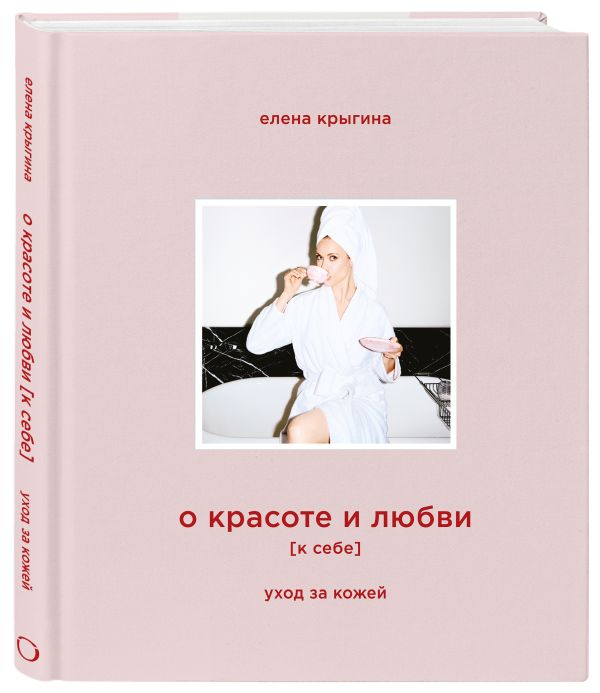 елена крыгина
о красоте и любви [к себе]
уход за кожей
елена крыгина
о красоте и любви
[к себе]
уход за кожей